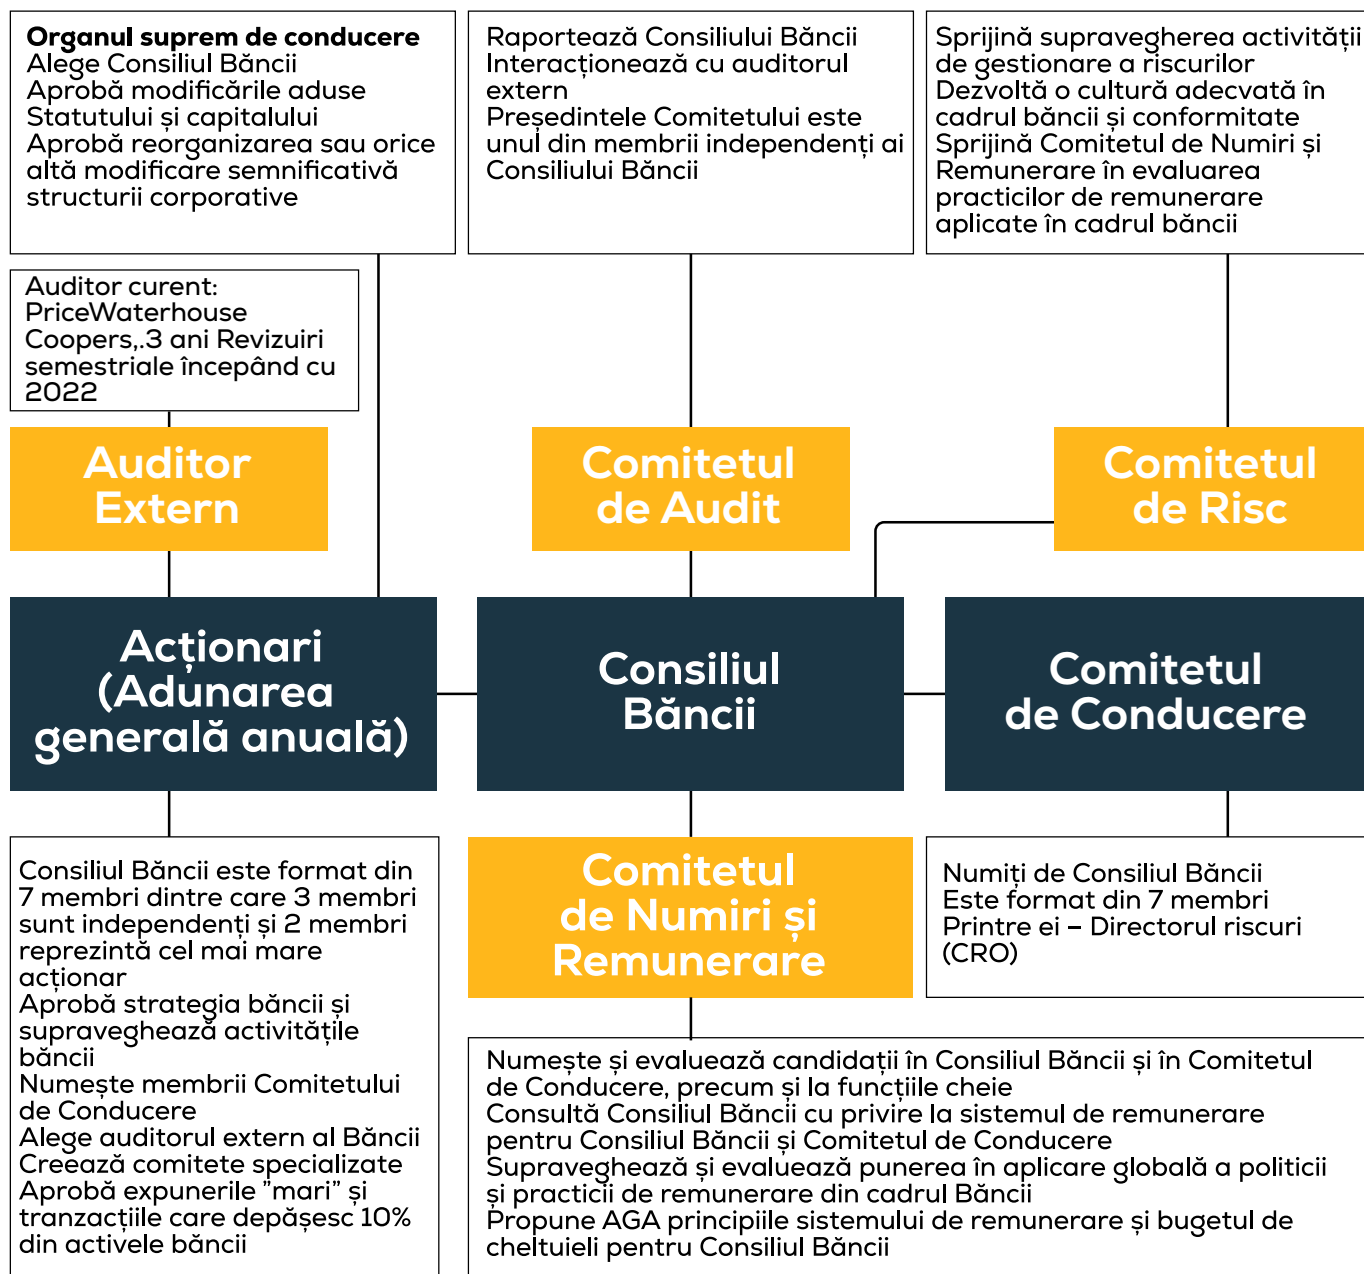 Organul suprem de conducere
Alege Consiliul Băncii
Aprobă modificările aduse
Statutului și capitalului
Aprobă reorganizarea sau orice
altă modificare semnificativă
structurii corporative
Raportează Consiliului Băncii
Interacționează cu auditorul
extern
Președintele Comitetului este
unul din membrii independenți ai
Consiliului Băncii
Sprijină supravegherea activității
de gestionare a riscurilor
Dezvoltă o cultură adecvată în
cadrul băncii și conformitate
Sprijină Comitetul de Numiri și
Remunerare în evaluarea
practicilor de remunerare
aplicate în cadrul băncii
Auditor curent:
PriceWaterhouse
Coopers,.3 ani Revizuiri
semestriale începând cu
2022
Auditor
Extern
Comitetul
de Audit
Comitetul
de Risc
Acționari
(Adunarea
generală anuală)
Consiliul
Băncii
Comitetul
de Conducere
Consiliul Băncii este format din
7 membri dintre care 3 membri
sunt independenți și 2 membri
reprezintă cel mai mare
acționar
Aprobă strategia băncii și
supraveghează activitățile
băncii
Numește membrii Comitetului
de Conducere
Alege auditorul extern al Băncii
Creează comitete specializate
Aprobă expunerile ”mari” și
tranzacțiile care depășesc 10%
din activele băncii
Comitetul
de Numiri și
Remunerare
Numiți de Consiliul Băncii
Este format din 7 membri
Printre ei – Directorul riscuri
(CRO)
Numește și evaluează candidații în Consiliul Băncii și în Comitetul
de Conducere, precum și la funcțiile cheie
Consultă Consiliul Băncii cu privire la sistemul de remunerare
pentru Consiliul Băncii și Comitetul de Conducere
Supraveghează și evaluează punerea în aplicare globală a politicii
și practicii de remunerare din cadrul Băncii
Propune AGA principiile sistemului de remunerare și bugetul de
cheltuieli pentru Consiliul Băncii